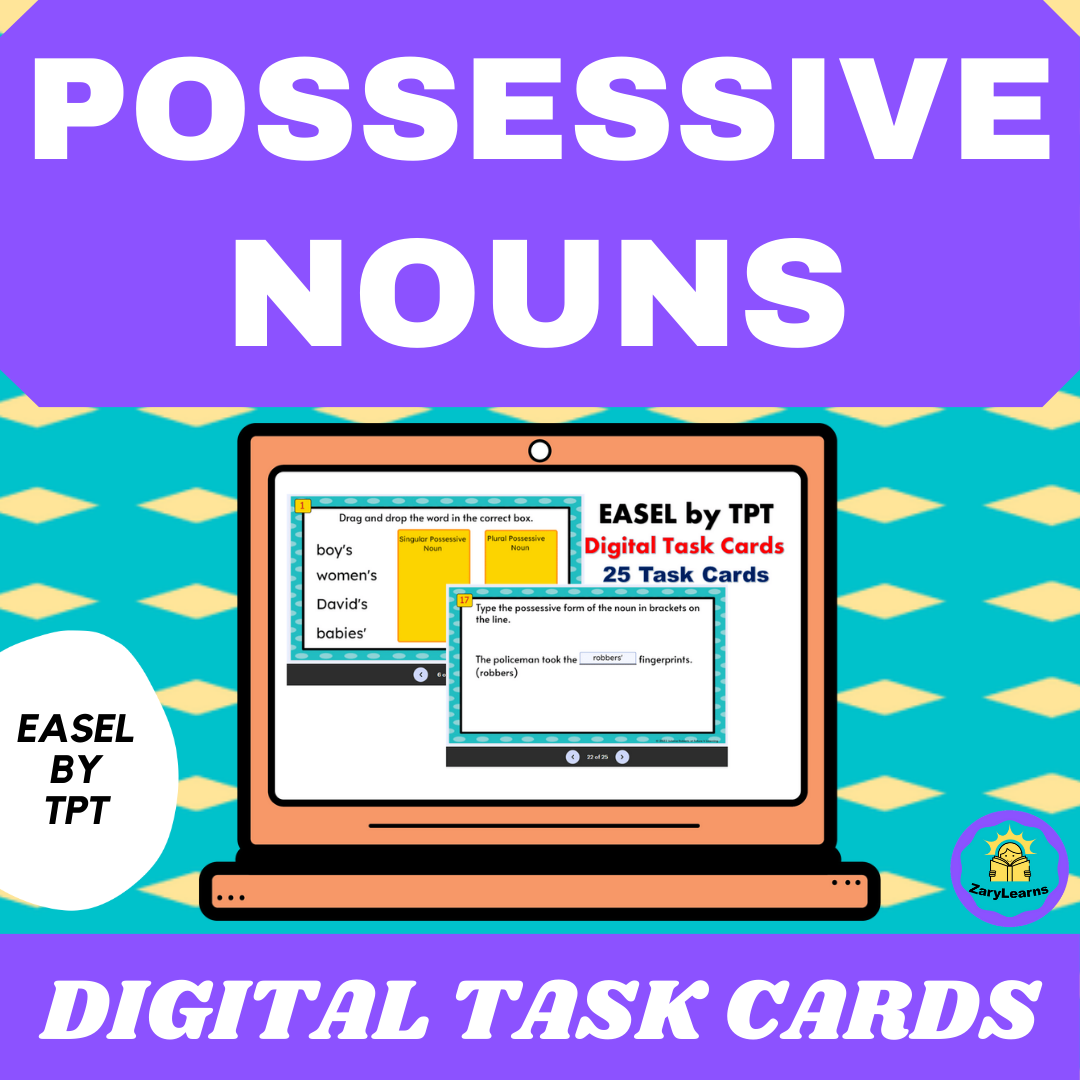 POSSESSIVE
NOUNS
1
Drag and drop the word in the correct box.
boy's
women's
David's
babies'
Singular Possessive
Noun
Plural Possessive
Noun
6 o
EASEL by TPT
Digital Task Cards
25 Task Cards
17
Type the possessive form of the noun in brackets on
the line.
The policeman took the robbers' fingerprints.
(robbers)
22 of 25
EASEL
BY
TPT
ZaryLearns
DIGITAL TASK CARDS